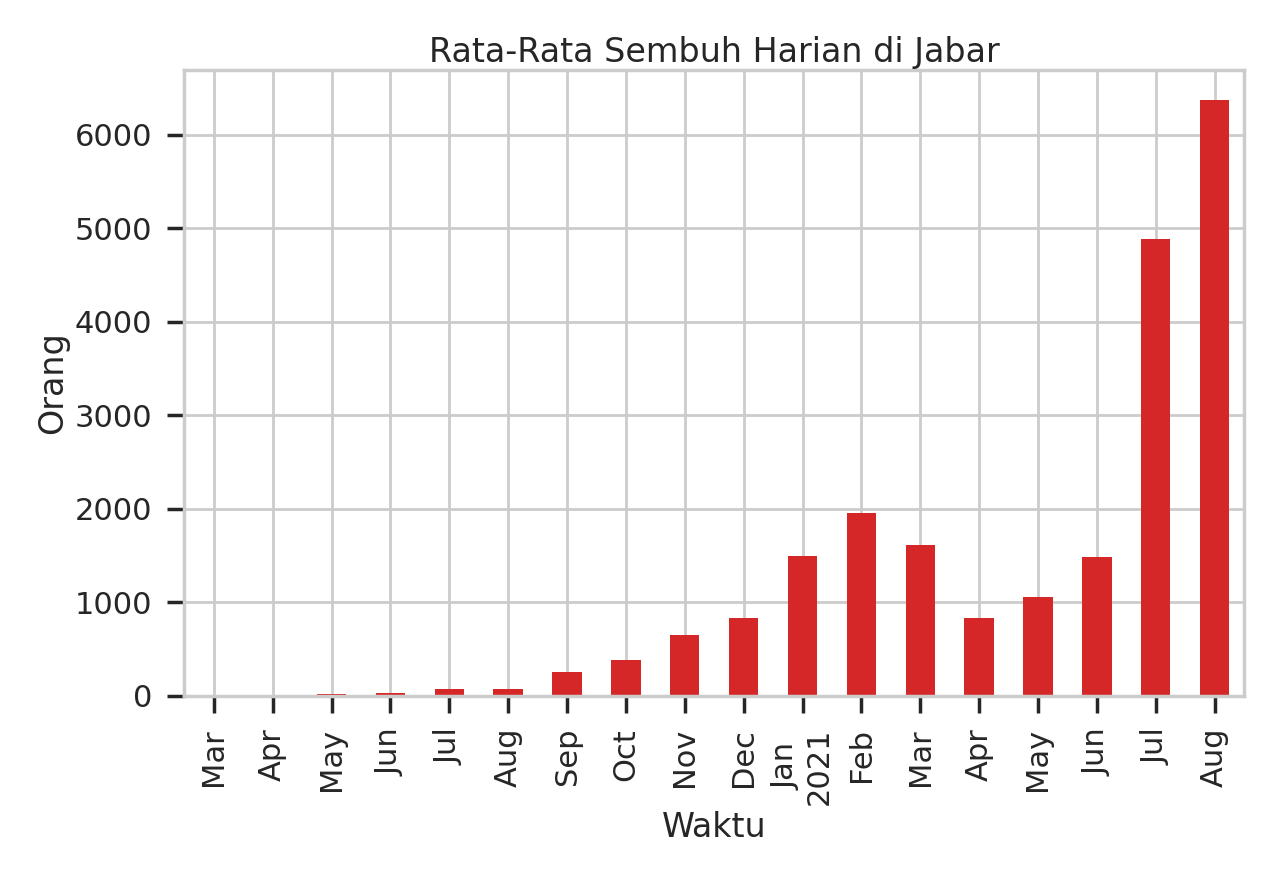 Rata-Rata Sembuh Harian di Jabar
6000
5000
4000
3000
2000
1000
0
Orang
Mar
Apr
May
Jun
Jul
Aug
Sep
Oct
Nov
Dec
Jan
2021
Feb
Mar
Apr
May
Jun
Jul
Aug
Waktu